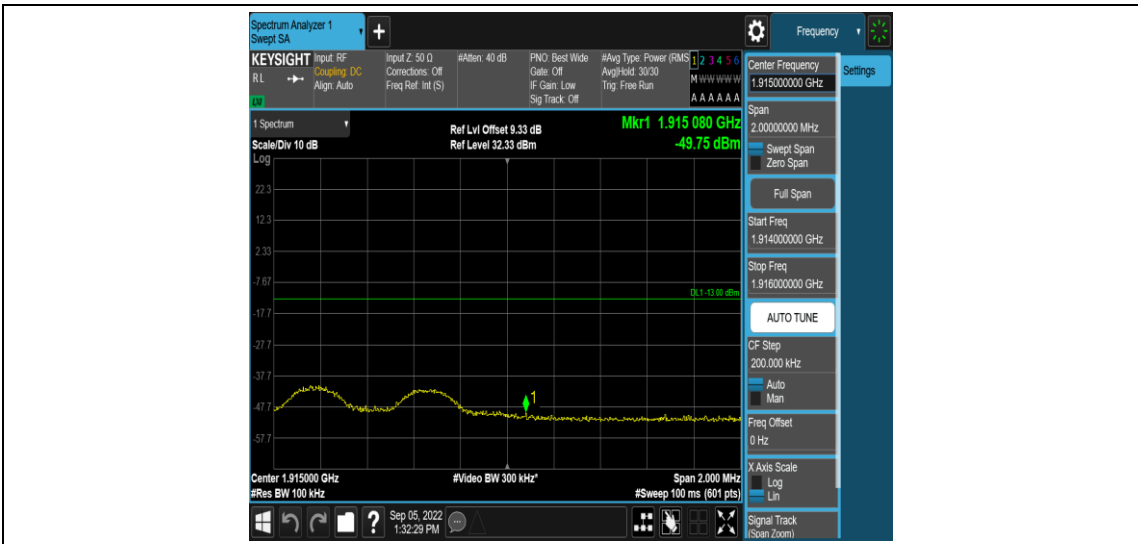 Spectrum Analyzer 1
Swept SA
+
Frequency
KEYSIGHT
RL
LXI
Input: RF
Coupling: DC
Align: Auto
Input Z: 50 Ω
Corrections: Off
Freq Ref: Int (S)
#Atten: 40 dB
PNO: Best Wide
Gate: Off
IF Gain: Low
Sig Track: Off
#Avg Type: Power (RMS
Avg|Hold: 30/30
Trig: Free Run
1 2 3 4 5 6
M W W W W W
A A A A A A
1 Spectrum
Scale/Div 10 dB
Log
Ref Lvl Offset 9.33 dB
Ref Level 32.33 dBm
Mkr1 1.915 080 GHz
-49.75 dBm
22.3
12.3
2.33
-7.67
DL1 -13.00 dBm
-17.7
-27.7
-37.7
1
-47.7
-57.7
Center 1.915000 GHz
#Video BW 300 kHz*
Span 2.000 MHz
#Res BW 100 kHz
#Sweep 100 ms (601 pts)
?
Sep 05, 2022
1:32:29 PM
Settings
Center Frequency
1.915000000 GHz
Span
2.00000000 MHz
Swept Span
Zero Span
Full Span
Start Freq
1.914000000 GHz
Stop Freq
1.916000000 GHz
AUTO TUNE
CF Step
200.000 kHz
Auto
Man
Freq Offset
0 Hz
X Axis Scale
Log
Lin
Signal Track
(Span Zoom)